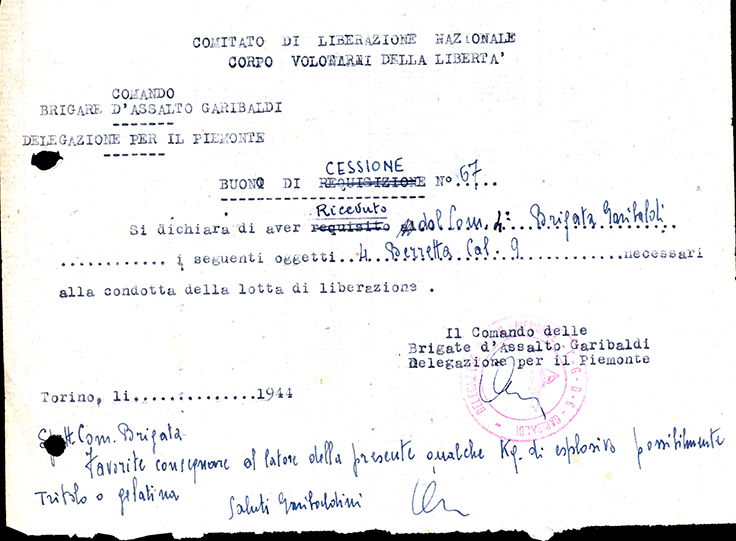 COMITATO DI LIBERAZIONE NAZIONALE
CORPO VOLONARI DELLA LIBERTA'
COMANDO
BRIGARE D'ASSALTO GARIBALDI
DELEGAZIONE PER IL PIEMONTE
CESSIONE
BUONO DI REQUISIZIONE N° 67
Ricevuto
Si dichiara di aver requisito dal Com. 4ª Brigata Garibaldi
............ i seguenti oggetti 4 Berretta Cal. 9 ............necessari
alla condotta della lotta di liberazione .
Il Comando delle
Brigate d'Assalto Garibaldi
Delegazione per il Piemonte
GARIBALDI
Torino, li ...............1944
Spett. Com. Brigata
Favorite consegnare al latore della presente qualche Kg. di esplosivo possibilmente
Tritolo o gelatina
Saluti Garibaldini